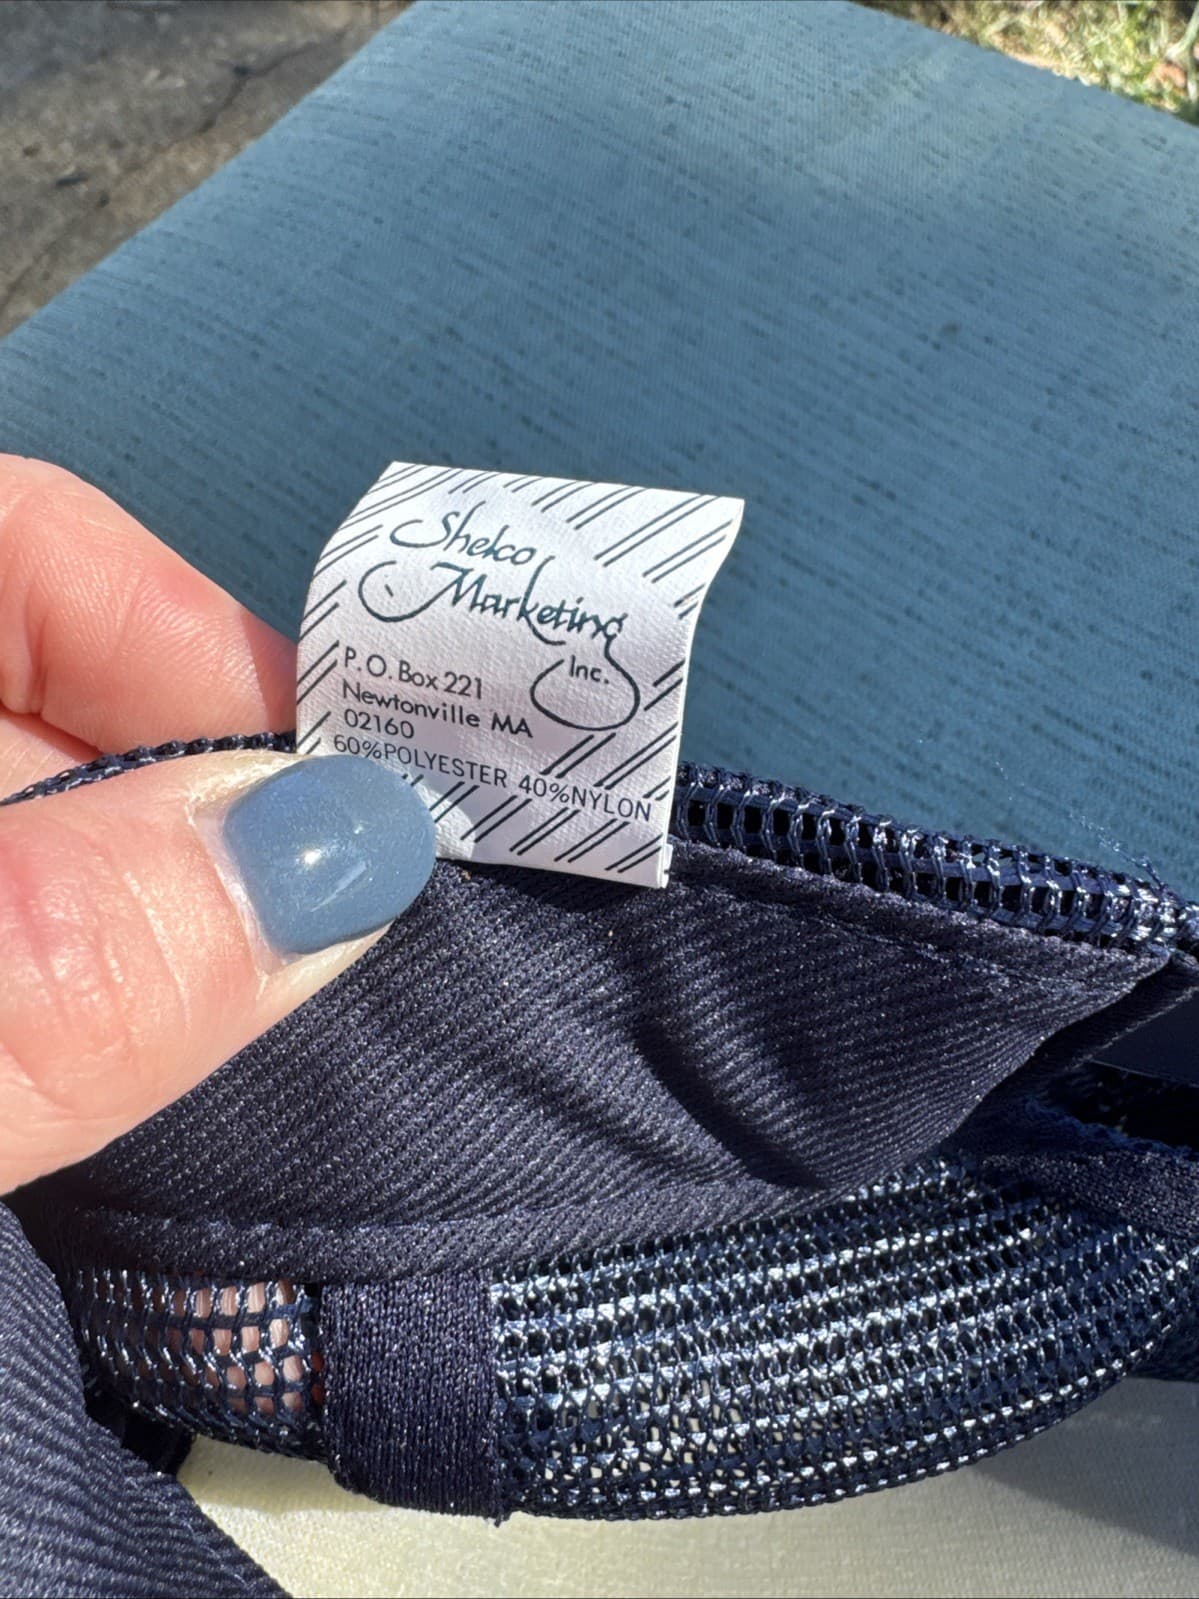 Shelco
Marketing
Inc.
P.O. Box 221
Newtonville MA
02160
60%POLYESTER 40%NYLON